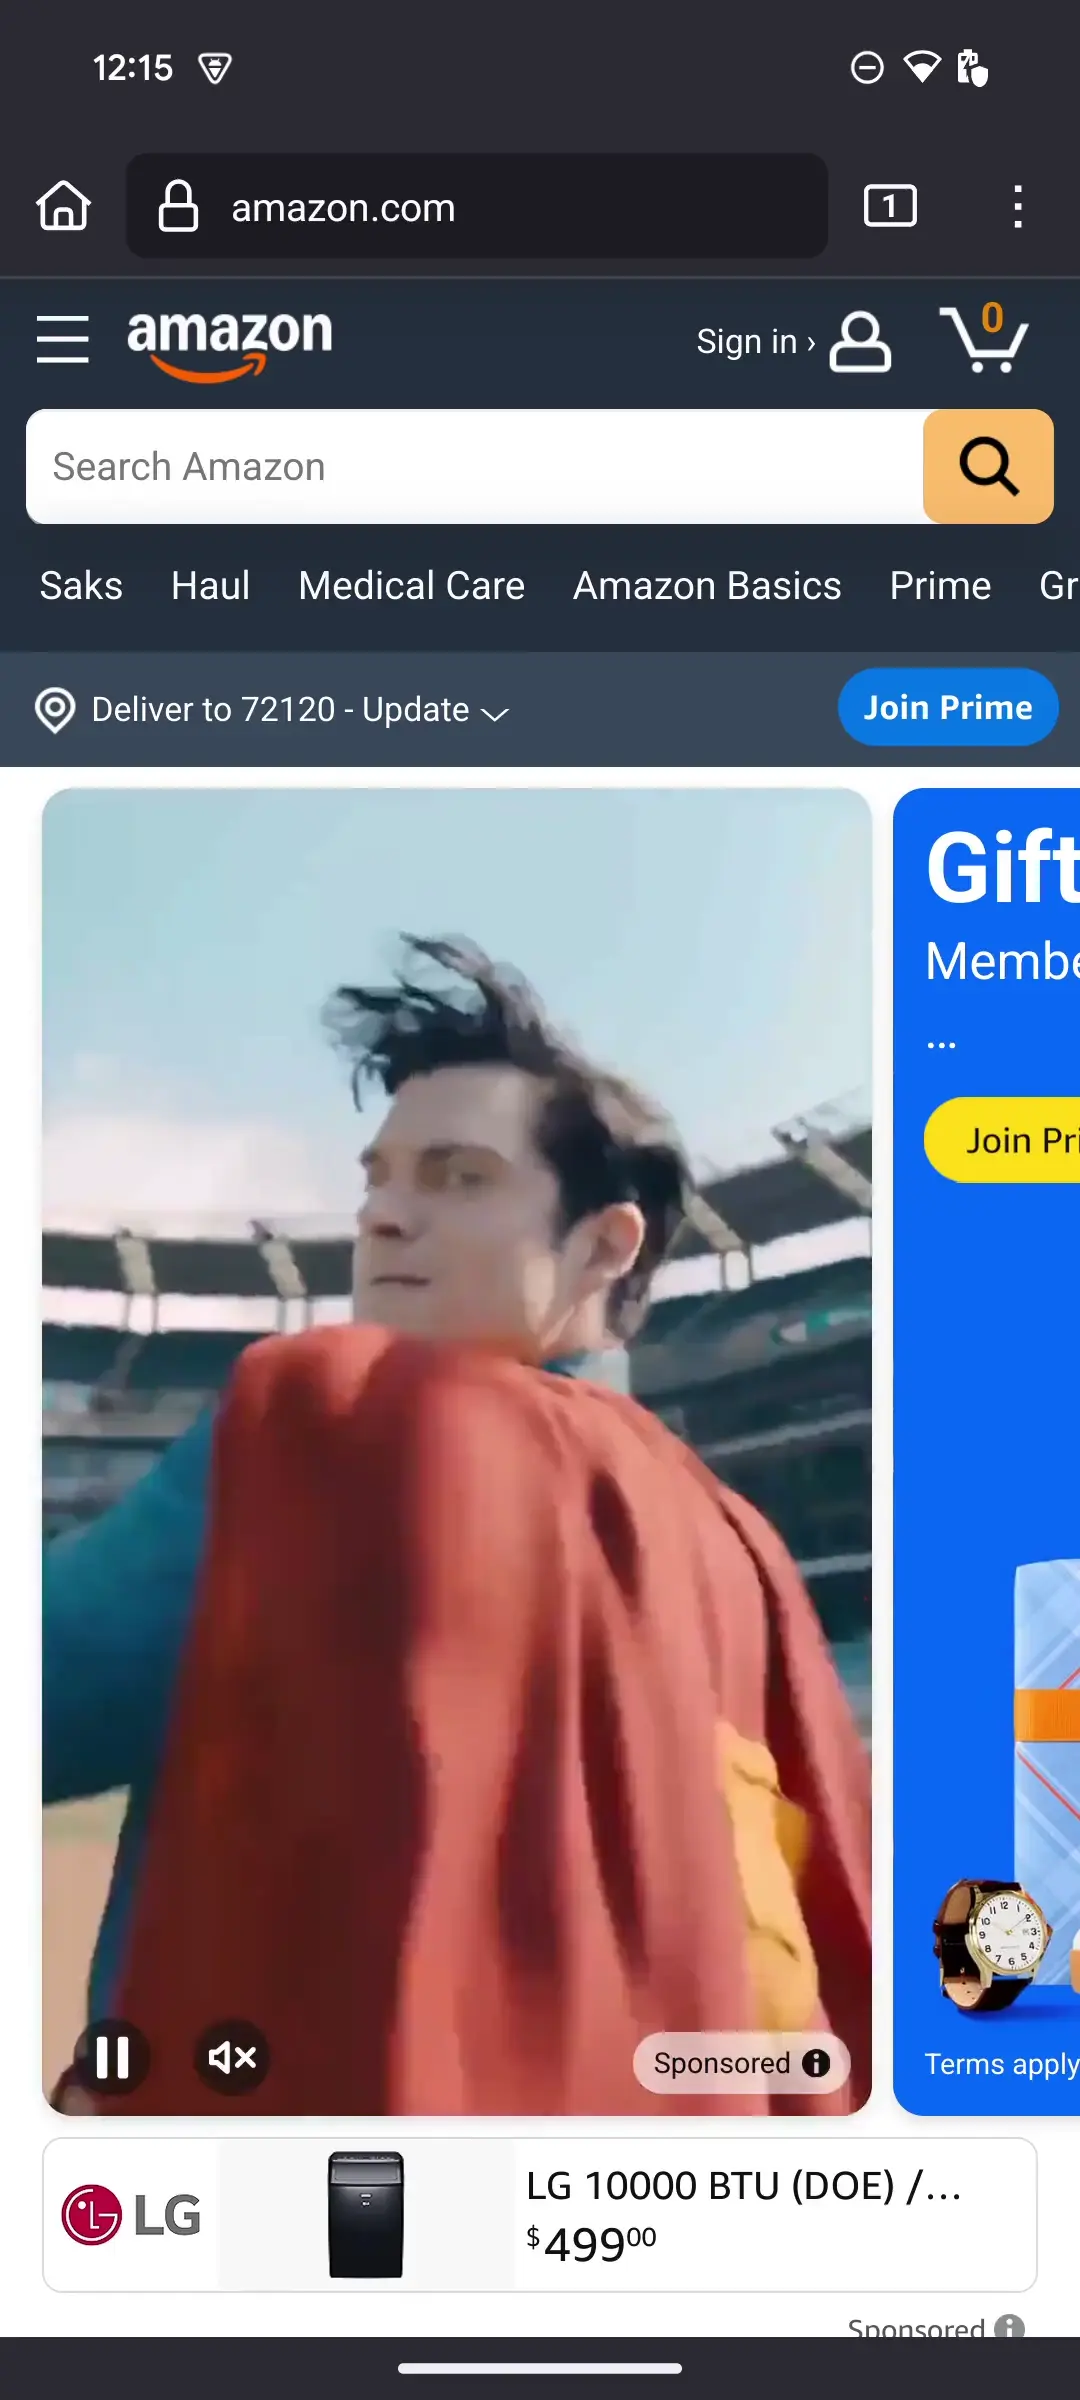 12:15
amazon.com
1
amazon
Sign in ›
0
Search Amazon
Saks Haul Medical Care Amazon Basics Prime Gr
Deliver to 72120 - Update
Join Prime
Gift
Membe
...
Join Pri
Sponsored
Terms apply
LG
LG 10000 BTU (DOE) /...
$49900
Sponsored